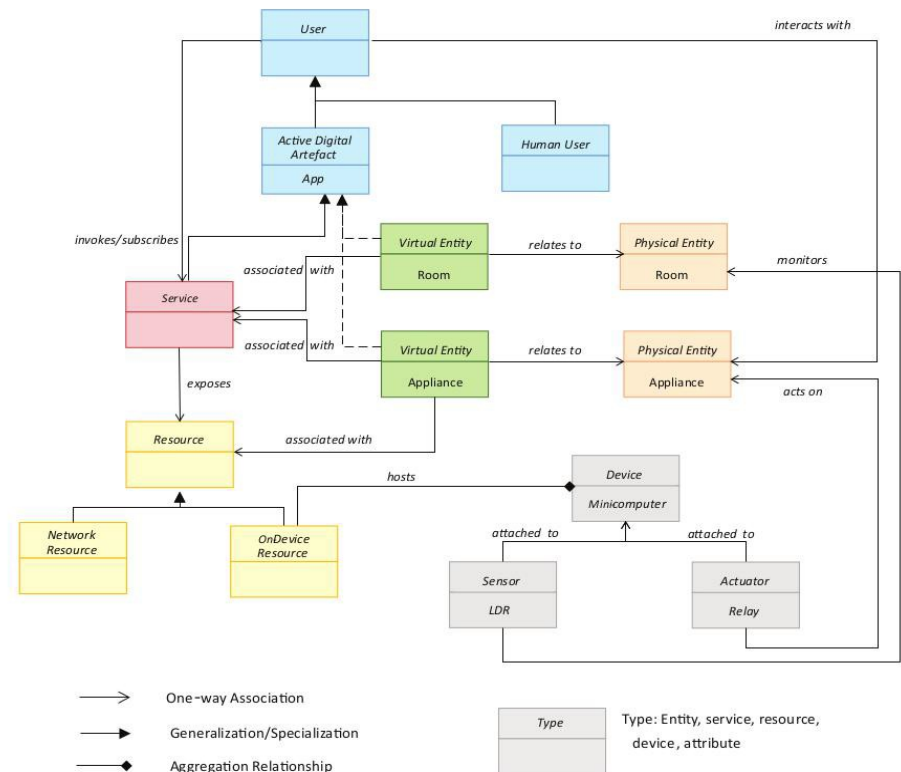 User
interacts with
Active Digital
Artefact
App
Human User
invokes/subscribes
Virtual Entity
Room
relates to
Physical Entity
Room
associated with
monitors
Service
associated with
Virtual Entity
Appliance
relates to
Physical Entity
Appliance
exposes
acts on
Resource
associated with
hosts
Device
Minicomputer
Network
Resource
OnDevice
Resource
attached to
attached to
Sensor
LDR
Actuator
Relay
One-way Association
Generalization/Specialization
Aggregation Relationship
Type
Type: Entity, service, resource,
device, attribute